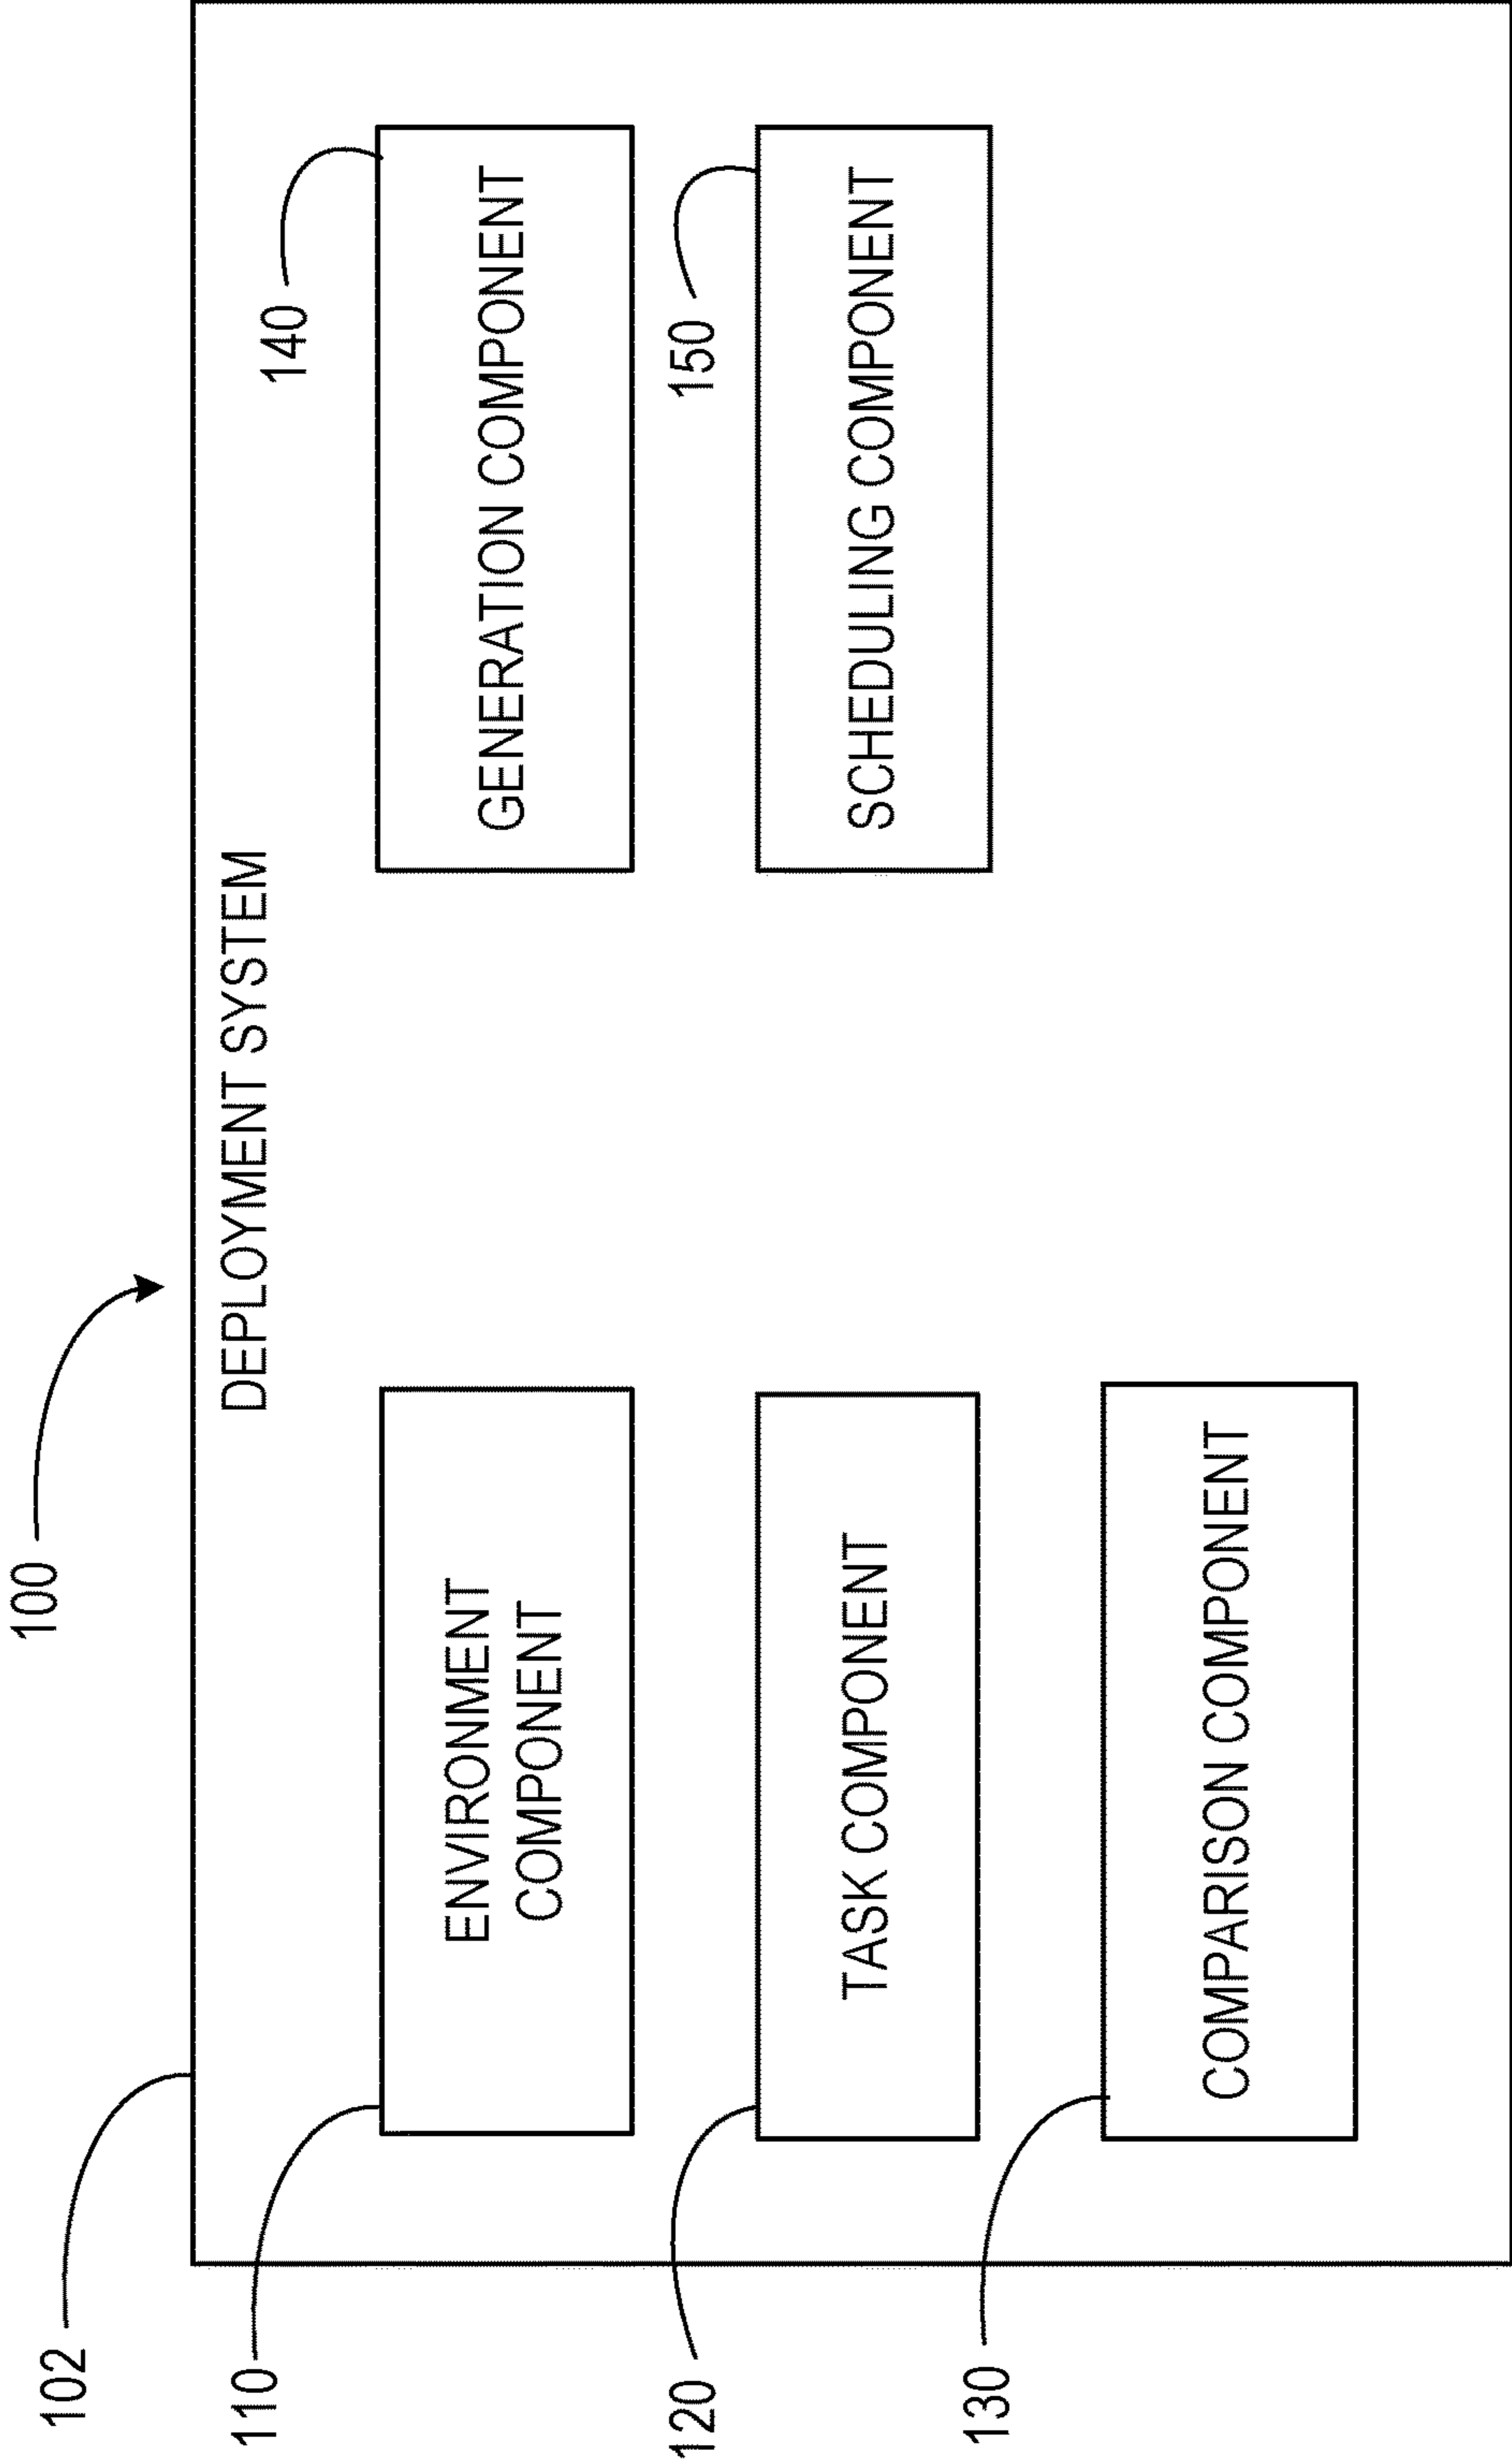 100
102
DEPLOYMENT SYSTEM
110
ENVIRONMENT
COMPONENT
140
GENERATION COMPONENT
120
TASK COMPONENT
150
SCHEDULING COMPONENT
130
COMPARISON COMPONENT